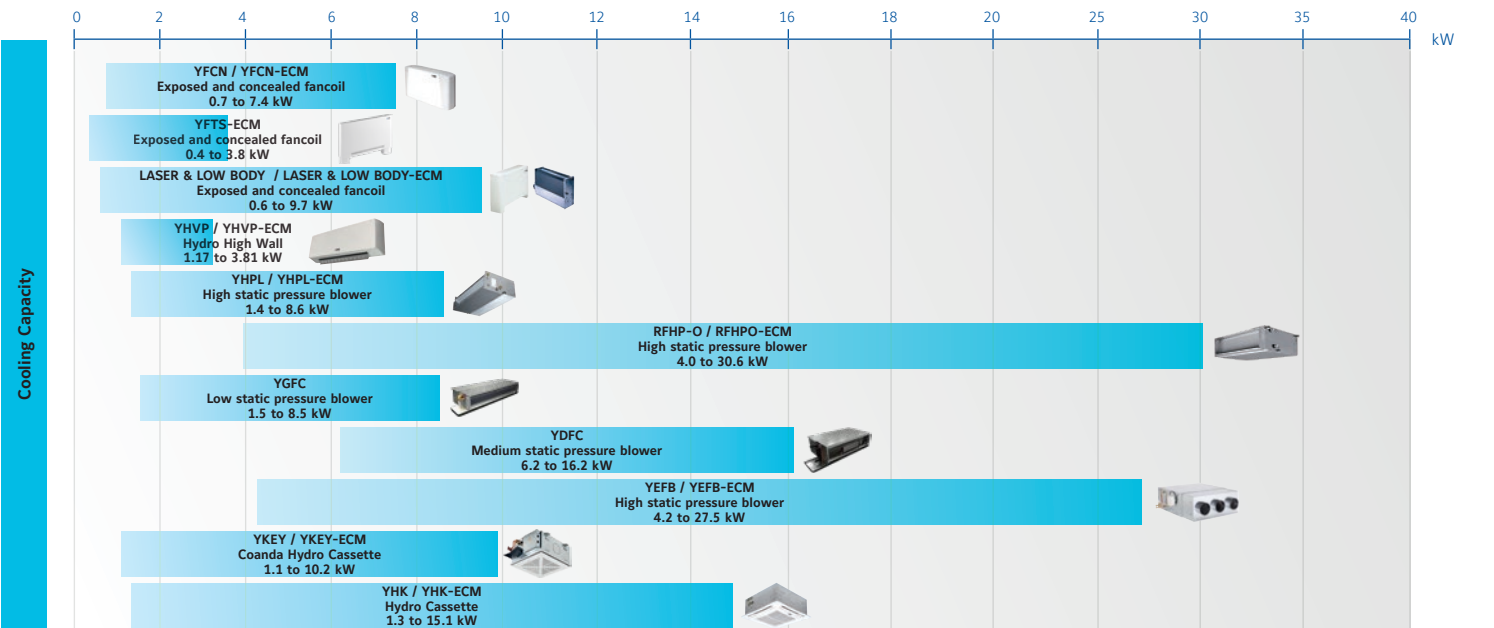 0 2 4 6 8 10 12 14 16 18 20 25 30 35 40
kW
Cooling Capacity
YFCN / YFCN-ECM
Exposed and concealed fancoil
0.7 to 7.4 kW
YFTS-ECM
Exposed and concealed fancoil
0.4 to 3.8 kW
LASER & LOW BODY / LASER & LOW BODY-ECM
Exposed and concealed fancoil
0.6 to 9.7 kW
YHVP / YHVP-ECM
Hydro High Wall
1.17 to 3.81 kW
YHPL / YHPL-ECM
High static pressure blower
1.4 to 8.6 kW
RFHP-O / RFHPO-ECM
High static pressure blower
4.0 to 30.6 kW
YGFC
Low static pressure blower
1.5 to 8.5 kW
YDFC
Medium static pressure blower
6.2 to 16.2 kW
YEFB / YEFB-ECM
High static pressure blower
4.2 to 27.5 kW
YKEY / YKEY-ECM
Coanda Hydro Cassette
1.1 to 10.2 kW
YHK / YHK-ECM
Hydro Cassette
1.3 to 15.1 kW